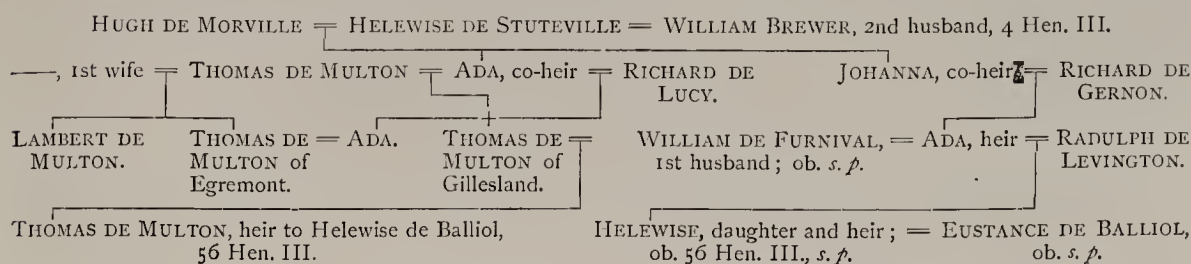 HUGH DE MORVILLE = HELEWISE DE STUTEVILLE = WILLIAM BREWER, 2nd husband, 4 Hen. III.
——, 1st wife = THOMAS DE MULTON = ADA, co-heir = RICHARD DE LUCY.
JOHANNA, co-heir = RICHARD DE GERNON.
LAMBERT DE MULTON.
THOMAS DE MULTON of Egremont. = ADA.
THOMAS DE MULTON of Gillesland. =
WILLIAM DE FURNIVAL, 1st husband; ob. s. p. = ADA, heir = RADULPH DE LEVINGTON.
THOMAS DE MULTON, heir to Helewise de Balliol,
56 Hen. III.
HELEWISE, daughter and heir; = EUSTANCE DE BALLIOL,
ob. 56 Hen. III., s. p. ob. s. p.